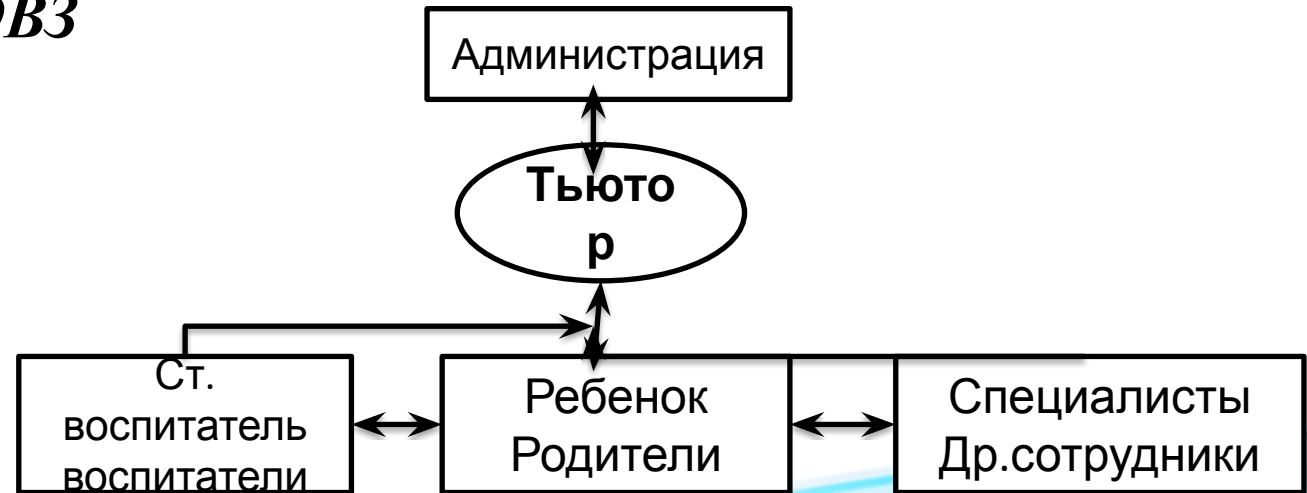 ОВЗ
Администрация
Тьюто
р
Ст.
воспитатель
воспитатели
Ребенок
Родители
Специалисты
Др.сотрудники